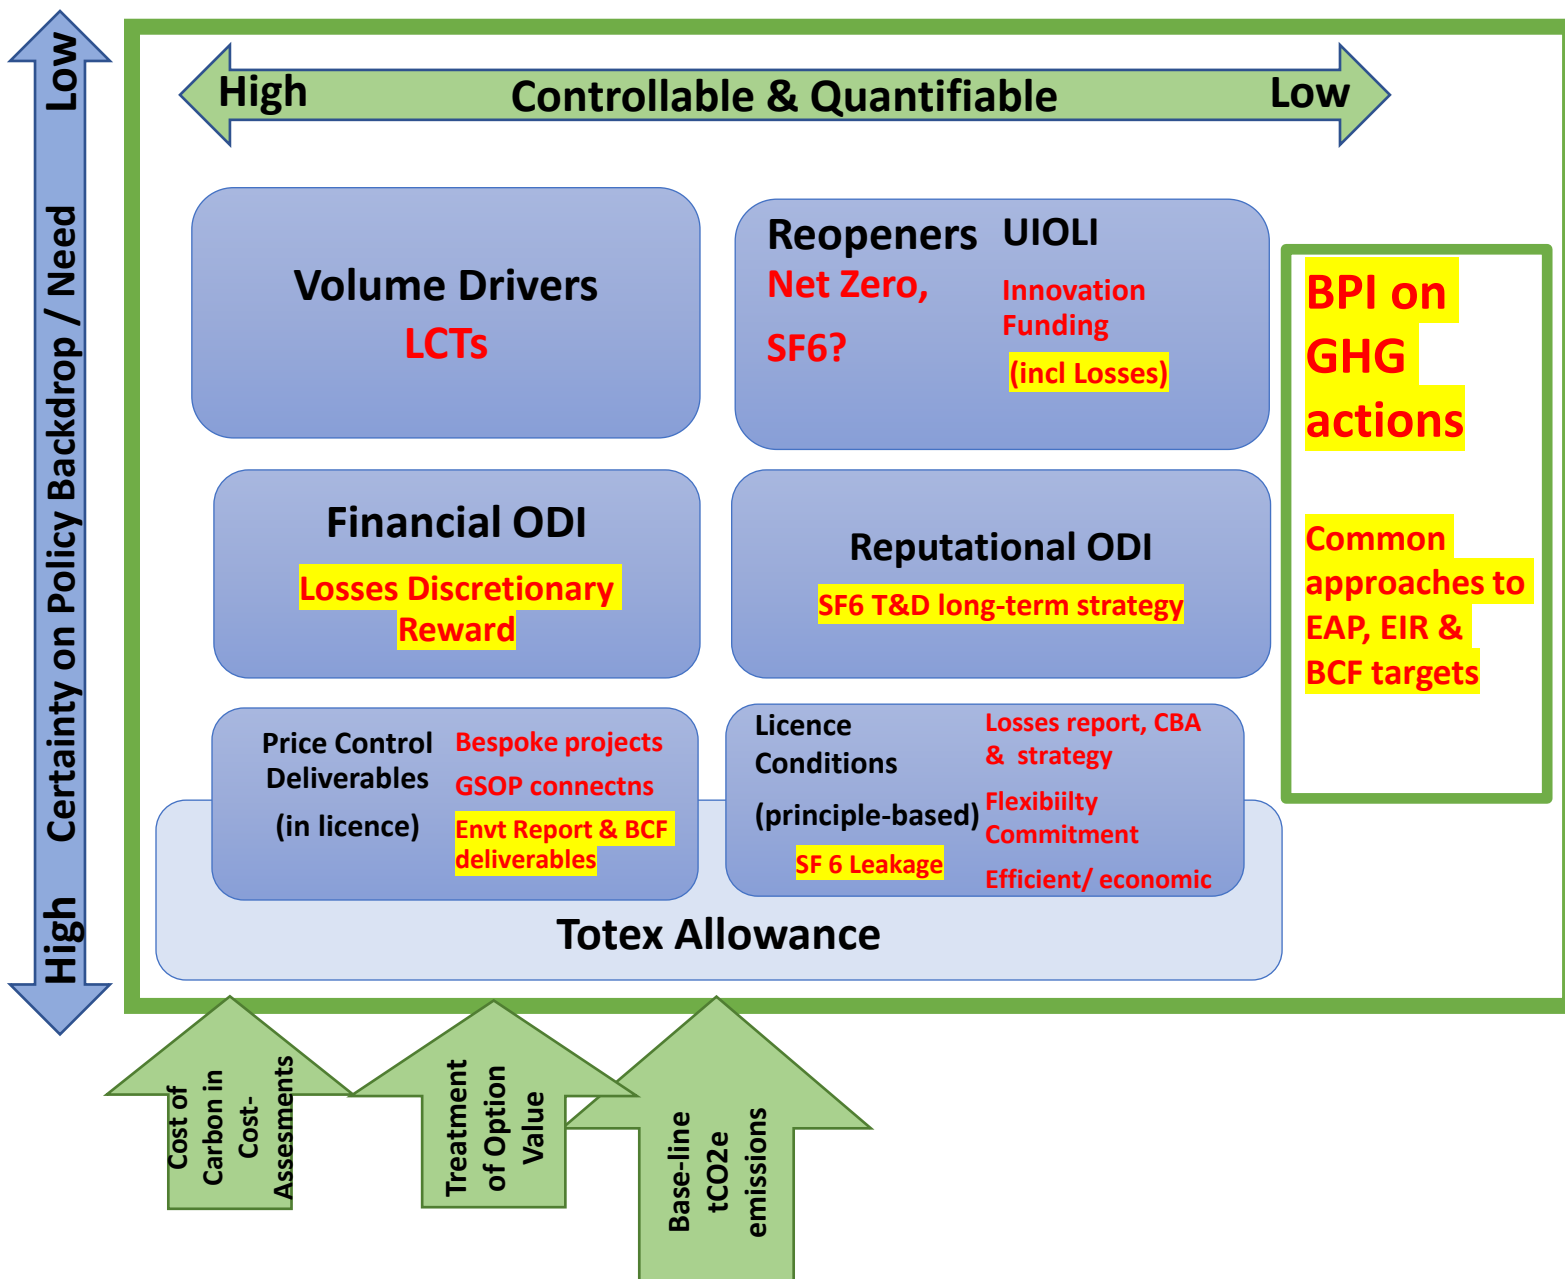 Low
Certainty on Policy Backdrop / Need
High
High
Controllable & Quantifiable
Low
Volume Drivers
LCTs
Reopeners
Net Zero,
SF6?
UIOLI
Innovation
Funding
(incl Losses)
BPI on
GHG
actions
Common
approaches to
EAP, EIR &
BCF targets
Financial ODI
Losses Discretionary
Reward
Reputational ODI
SF6 T&D long-term strategy
Price Control
Deliverables
(in licence)
Bespoke projects
GSOP connectns
Envt Report & BCF
deliverables
Licence
Conditions
(principle-based)
SF 6 Leakage
Losses report, CBA
& strategy
Flexibiilty
Commitment
Efficient/ economic
Totex Allowance
Cost of
Carbon in
Cost-
Assesments
Treatment
of Option
Value
Base-line
tCO2e
emissions